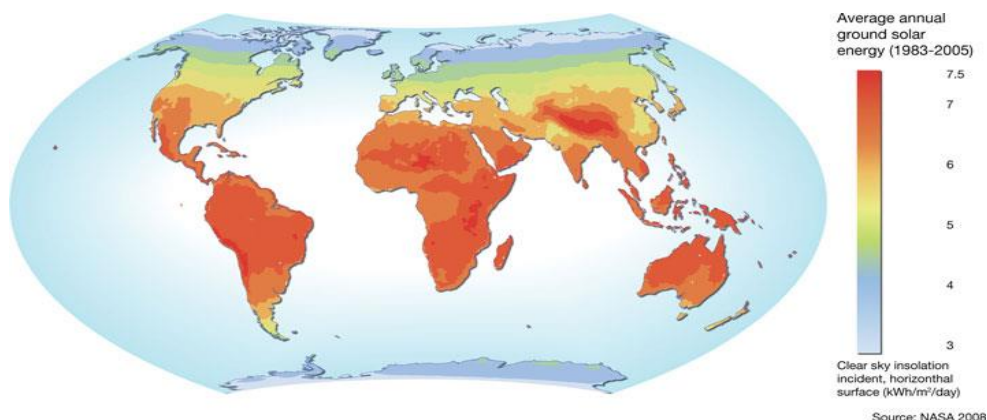 Average annual
ground solar
energy (1983-2005)
7.5
7
6
5
4
3
Clear sky insolation
incident, horizonthal
surface (kWh/m²/day)
Source: NASA 2008